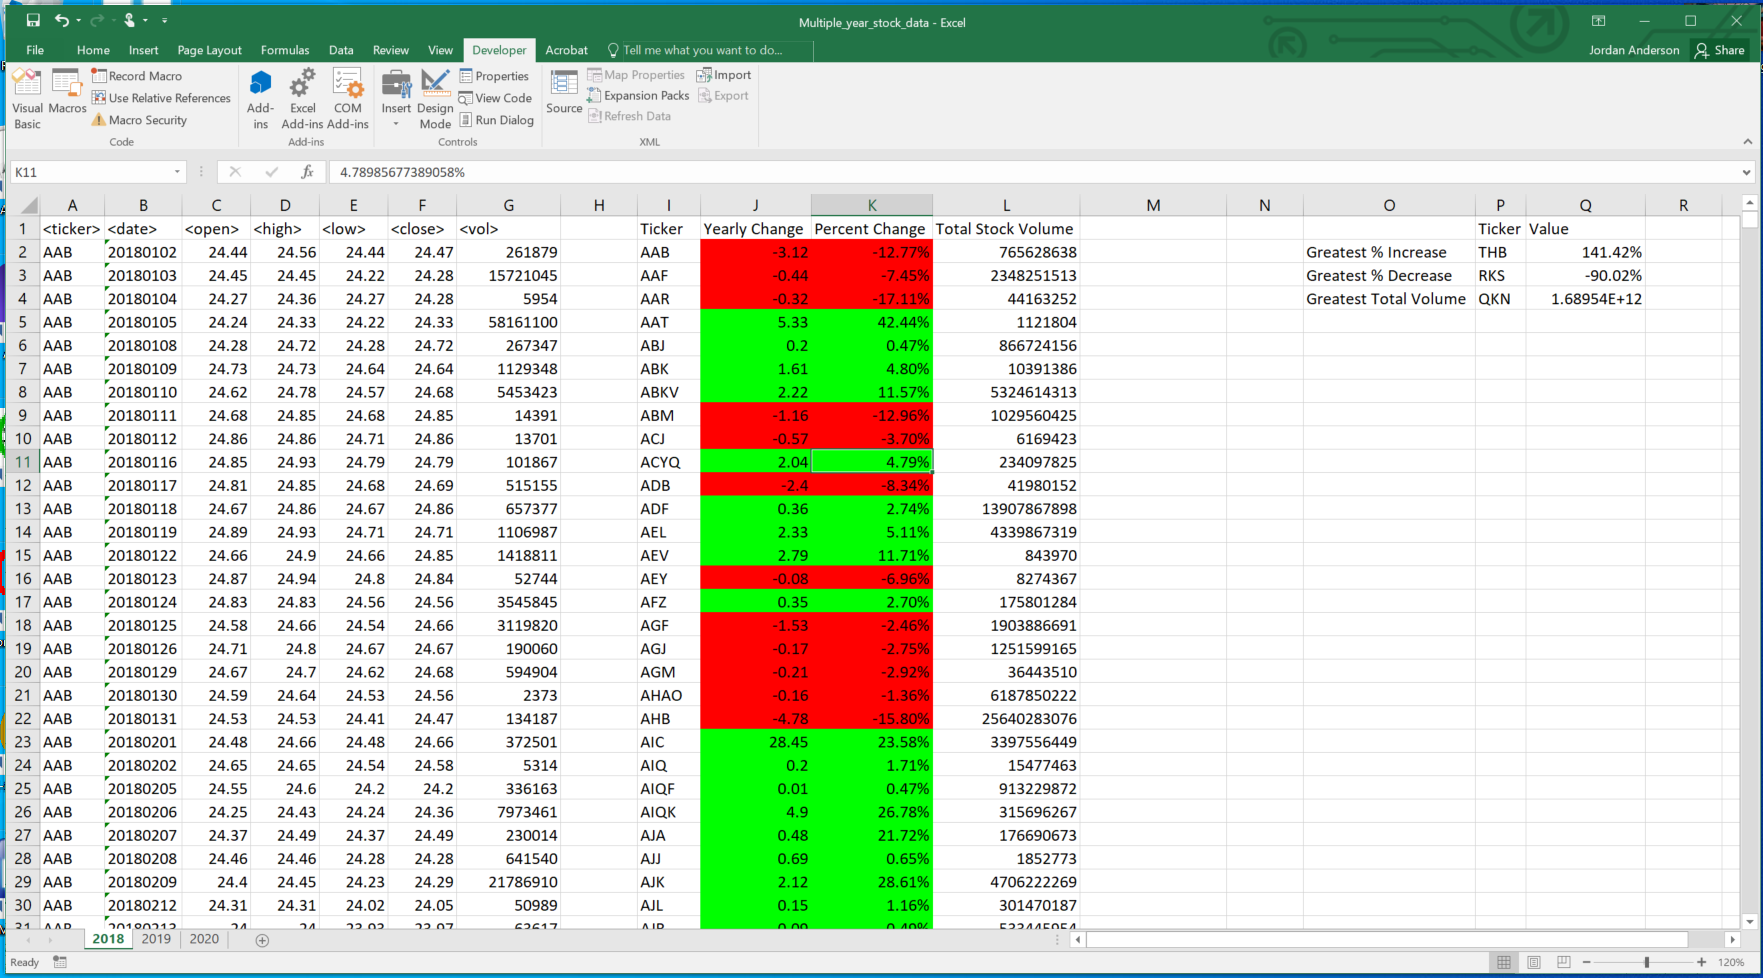 Multiple_year_stock_data - Excel
File Home Insert Page Layout Formulas Data Review View Developer Acrobat Tell me what you want to do... Jordan Anderson Share
Visual Basic
Macros
Record Macro
Use Relative References
Macro Security
Code
Add-ins
Excel Add-ins
COM Add-ins
Add-ins
Insert
Design Mode
Properties
View Code
Run Dialog
Controls
Source
Map Properties
Expansion Packs
Refresh Data
Import
Export
XML
K11 fx 4.78985677389058%
A B C D E F G H I J K L M N O P Q R
1 <ticker> <date> <open> <high> <low> <close> <vol> Ticker Yearly Change Percent Change Total Stock Volume Ticker Value
2 AAB 20180102 24.44 24.56 24.44 24.47 261879 AAB -3.12 -12.77% 765628638 Greatest % Increase THB 141.42%
3 AAB 20180103 24.45 24.45 24.22 24.28 15721045 AAF -0.44 -7.45% 2348251513 Greatest % Decrease RKS -90.02%
4 AAB 20180104 24.27 24.36 24.27 24.28 5954 AAR -0.32 -17.11% 44163252 Greatest Total Volume QKN 1.68954E+12
5 AAB 20180105 24.24 24.33 24.22 24.33 58161100 AAT 5.33 42.44% 1121804
6 AAB 20180108 24.28 24.72 24.28 24.72 267347 ABJ 0.2 0.47% 866724156
7 AAB 20180109 24.73 24.73 24.64 24.64 1129348 ABK 1.61 4.80% 10391386
8 AAB 20180110 24.62 24.78 24.57 24.68 5453423 ABKV 2.22 11.57% 5324614313
9 AAB 20180111 24.68 24.85 24.68 24.85 14391 ABM -1.16 -12.96% 1029560425
10 AAB 20180112 24.86 24.86 24.71 24.86 13701 ACJ -0.57 -3.70% 6169423
11 AAB 20180116 24.85 24.93 24.79 24.79 101867 ACYQ 2.04 4.79% 234097825
12 AAB 20180117 24.81 24.85 24.68 24.69 515155 ADB -2.4 -8.34% 41980152
13 AAB 20180118 24.67 24.86 24.67 24.86 657377 ADF 0.36 2.74% 13907867898
14 AAB 20180119 24.89 24.93 24.71 24.71 1106987 AEL 2.33 5.11% 4339867319
15 AAB 20180122 24.66 24.9 24.66 24.85 1418811 AEV 2.79 11.71% 843970
16 AAB 20180123 24.87 24.94 24.8 24.84 52744 AEY -0.08 -6.96% 8274367
17 AAB 20180124 24.83 24.83 24.56 24.56 3545845 AFZ 0.35 2.70% 175801284
18 AAB 20180125 24.58 24.66 24.54 24.66 3119820 AGF -1.53 -2.46% 1903886691
19 AAB 20180126 24.71 24.8 24.67 24.67 190060 AGJ -0.17 -2.75% 1251599165
20 AAB 20180129 24.67 24.7 24.62 24.68 594904 AGM -0.21 -2.92% 36443510
21 AAB 20180130 24.59 24.64 24.53 24.56 2373 AHAO -0.16 -1.36% 6187850222
22 AAB 20180131 24.53 24.53 24.41 24.47 134187 AHB -4.78 -15.80% 25640283076
23 AAB 20180201 24.48 24.66 24.48 24.66 372501 AIC 28.45 23.58% 3397556449
24 AAB 20180202 24.65 24.65 24.54 24.58 5314 AIQ 0.2 1.71% 15477463
25 AAB 20180205 24.55 24.6 24.2 24.2 336163 AIQF 0.01 0.47% 913229872
26 AAB 20180206 24.25 24.43 24.24 24.36 7973461 AIQK 4.9 26.78% 315696267
27 AAB 20180207 24.37 24.49 24.37 24.49 230014 AJA 0.48 21.72% 176690673
28 AAB 20180208 24.46 24.46 24.28 24.28 641540 AJJ 0.69 0.65% 1852773
29 AAB 20180209 24.4 24.45 24.23 24.29 21786910 AJK 2.12 28.61% 4706222269
30 AAB 20180212 24.31 24.31 24.02 24.05 50989 AJL 0.15 1.16% 301470187
31 AAB 20180213 24 24
2018 2019 2020
Ready 120%